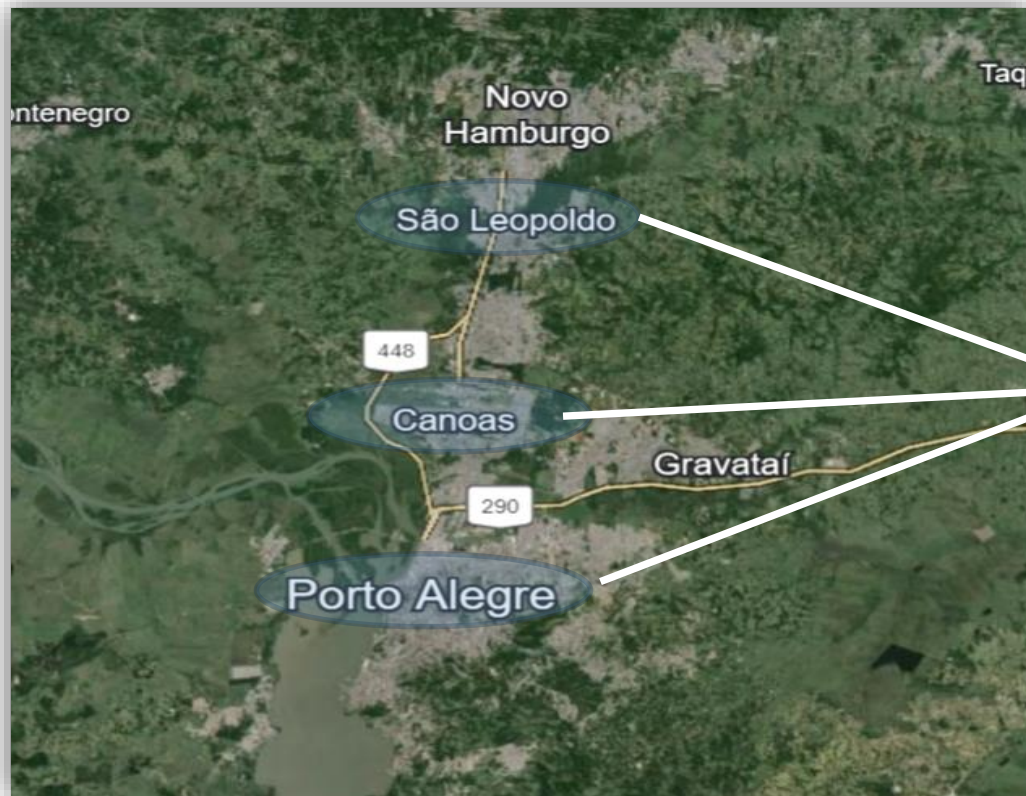 Novo
Hamburgo
Taq
ontenegro
São Leopoldo
448
Canoas
Gravataí
290
Porto Alegre